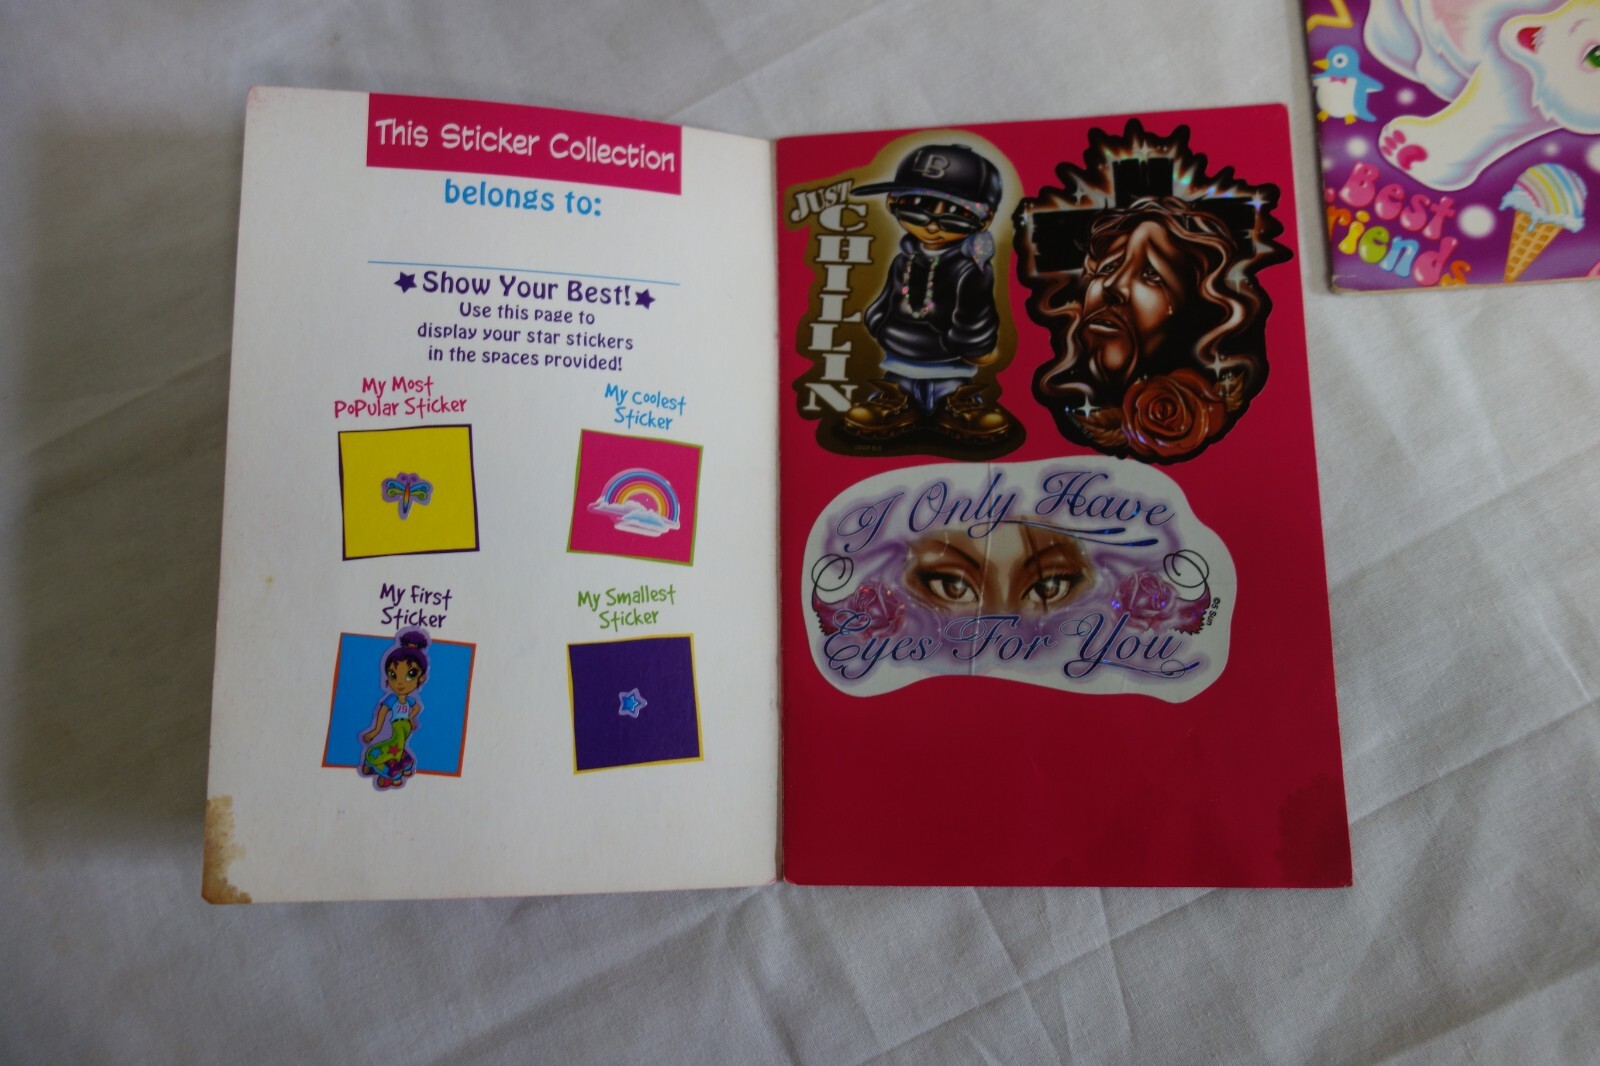 This Sticker Collection
belongs to:
Show Your Best!
Use this page to
display your star stickers
in the spaces provided!
My Most
Popular Sticker
My Coolest
Sticker
My First
Sticker
My Smallest
Sticker
79
JUST
CHILLIN
B
I Only Have
Eyes For You
Best
Friends